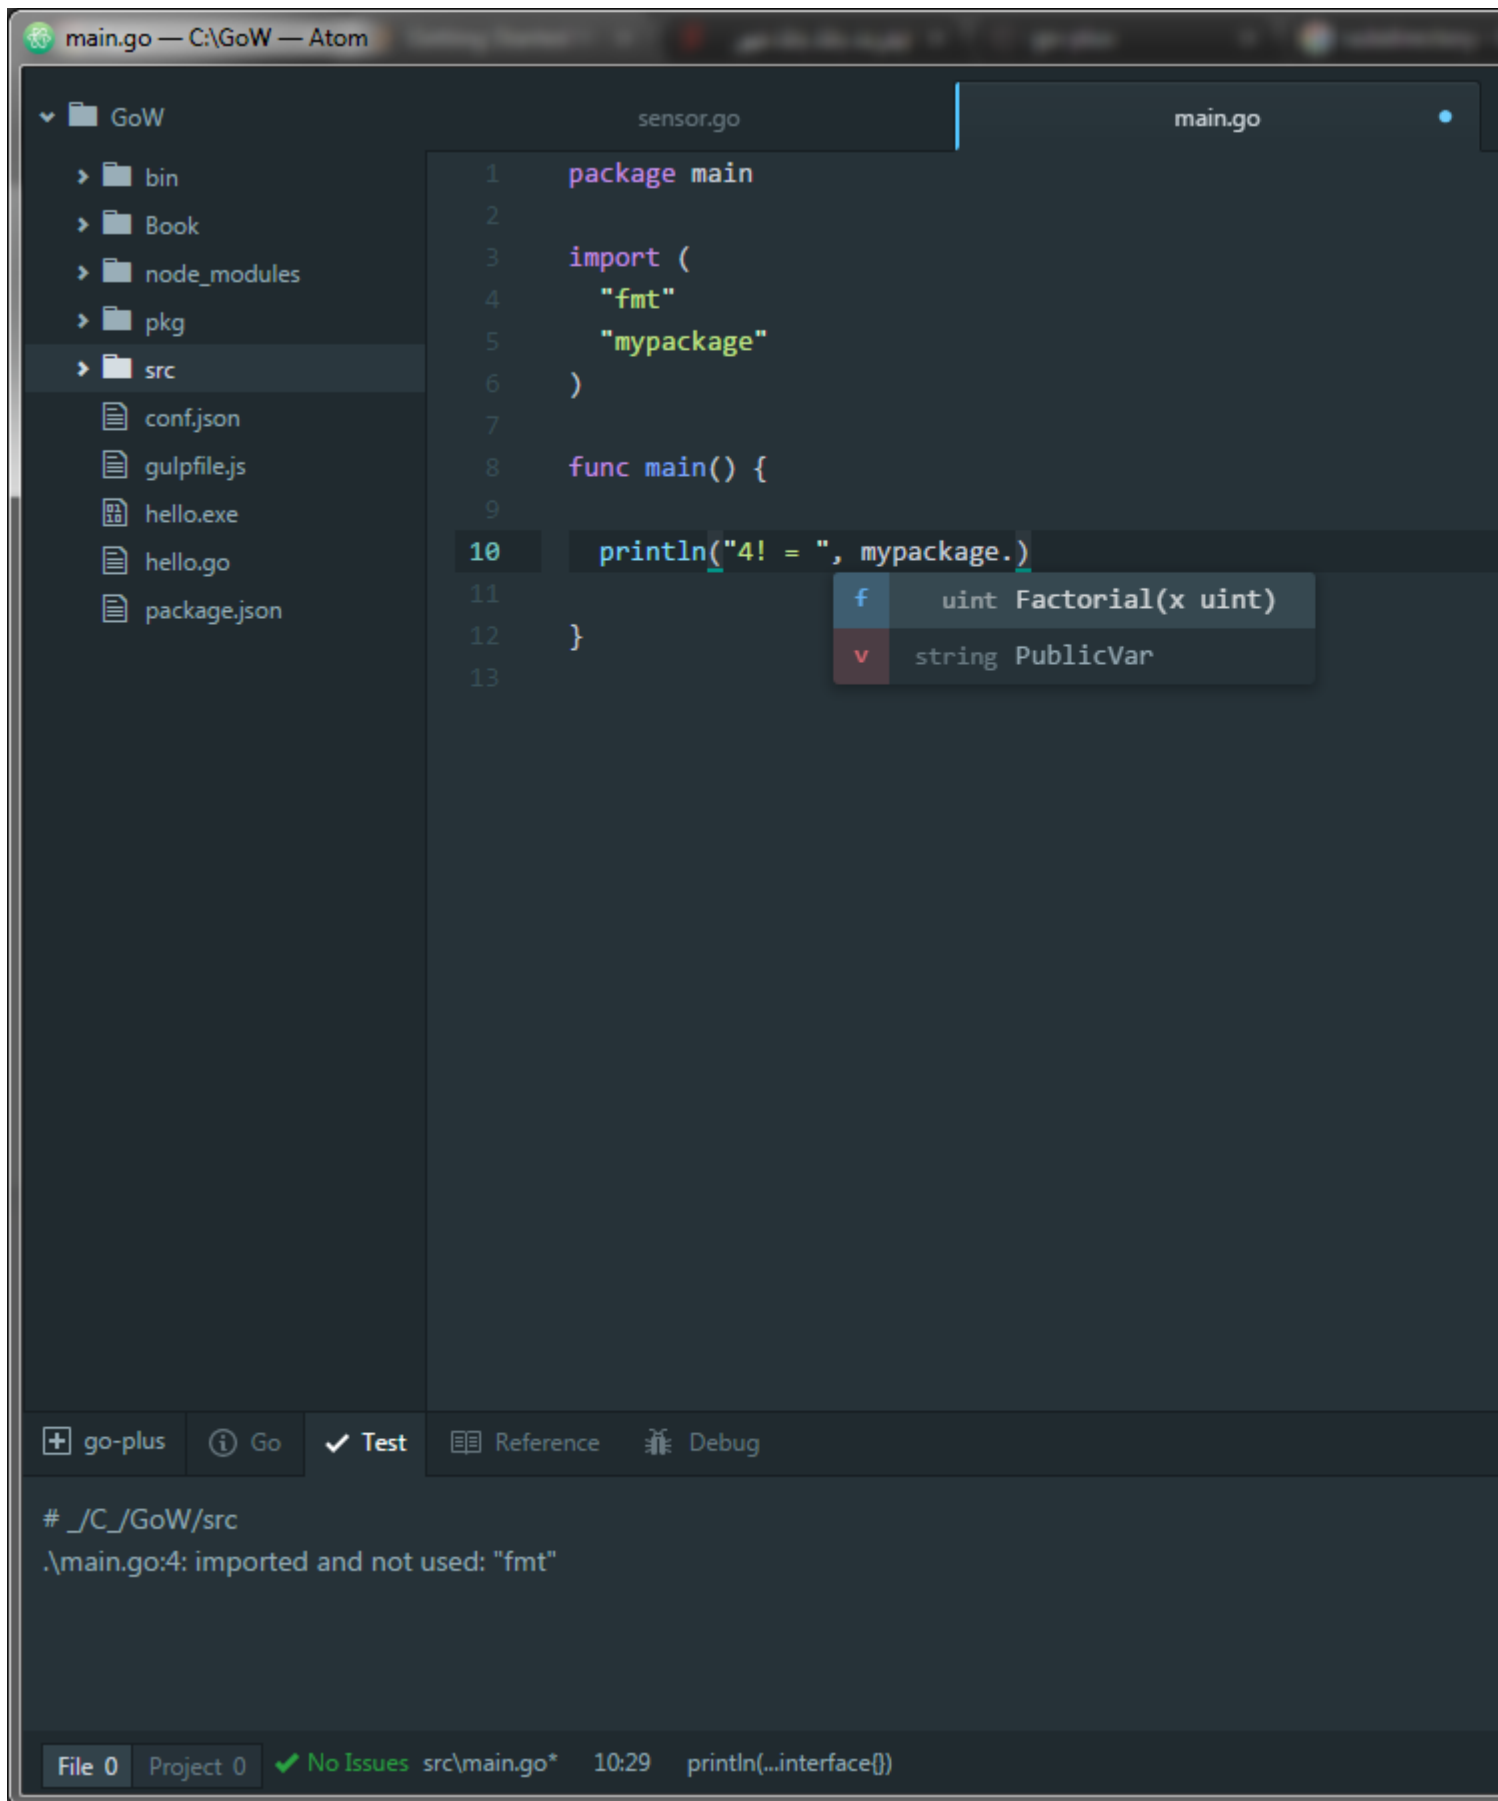 main.go — C:\GoW — Atom
GoW
bin
Book
node_modules
pkg
src
conf.json
gulpfile.js
hello.exe
hello.go
package.json
sensor.go
main.go
1 package main
2
3 import (
4 "fmt"
5 "mypackage"
6 )
7
8 func main() {
9
10 println("4! = ", mypackage.)
f uint Factorial(x uint)
v string PublicVar
11
12 }
13
go-plus Go Test Reference Debug
# _/C_/GoW/src
.\main.go:4: imported and not used: "fmt"
File 0 Project 0 No Issues src\main.go* 10:29 println(...interface{})